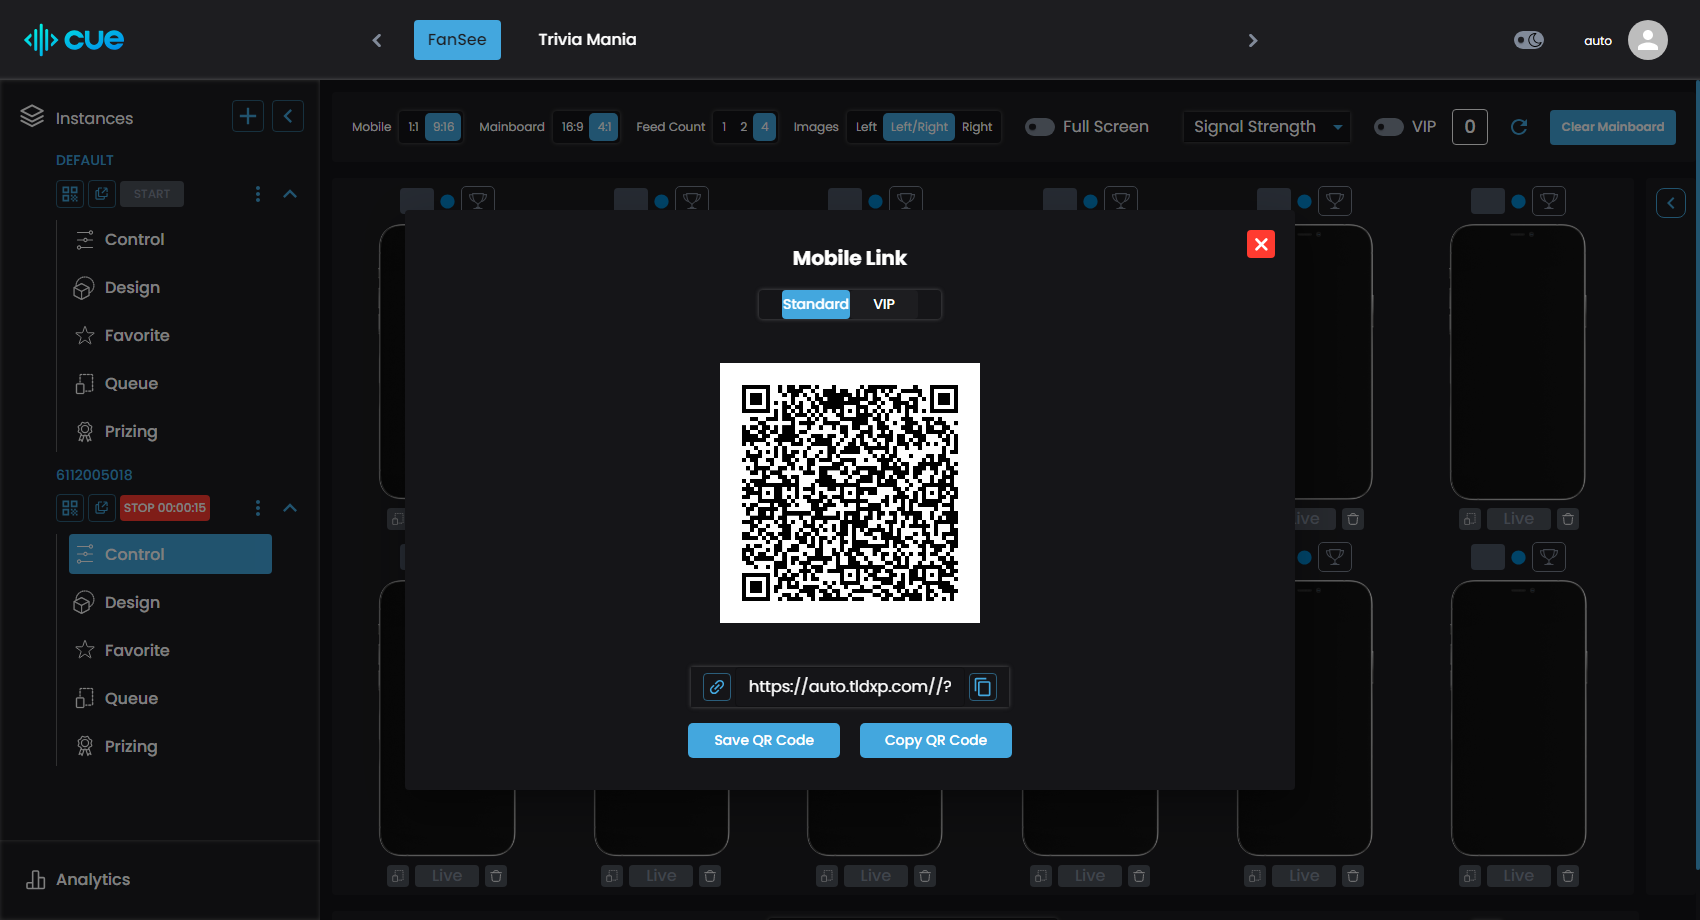 cue
FanSee
Trivia Mania
auto
Instances
DEFAULT
START
Control
Design
Favorite
Queue
Prizing
6112005018
STOP 00:00:15
Control
Design
Favorite
Queue
Prizing
Analytics
Mobile 1:1 9:16 Mainboard 16:9 4:1 Feed Count 1 2 4 Images Left Left/Right Right Full Screen Signal Strength VIP 0 Clear Mainboard
Mobile Link
Standard VIP
https://auto.tldxp.com//?
Save QR Code Copy QR Code
Live
Live Live Live Live Live Live